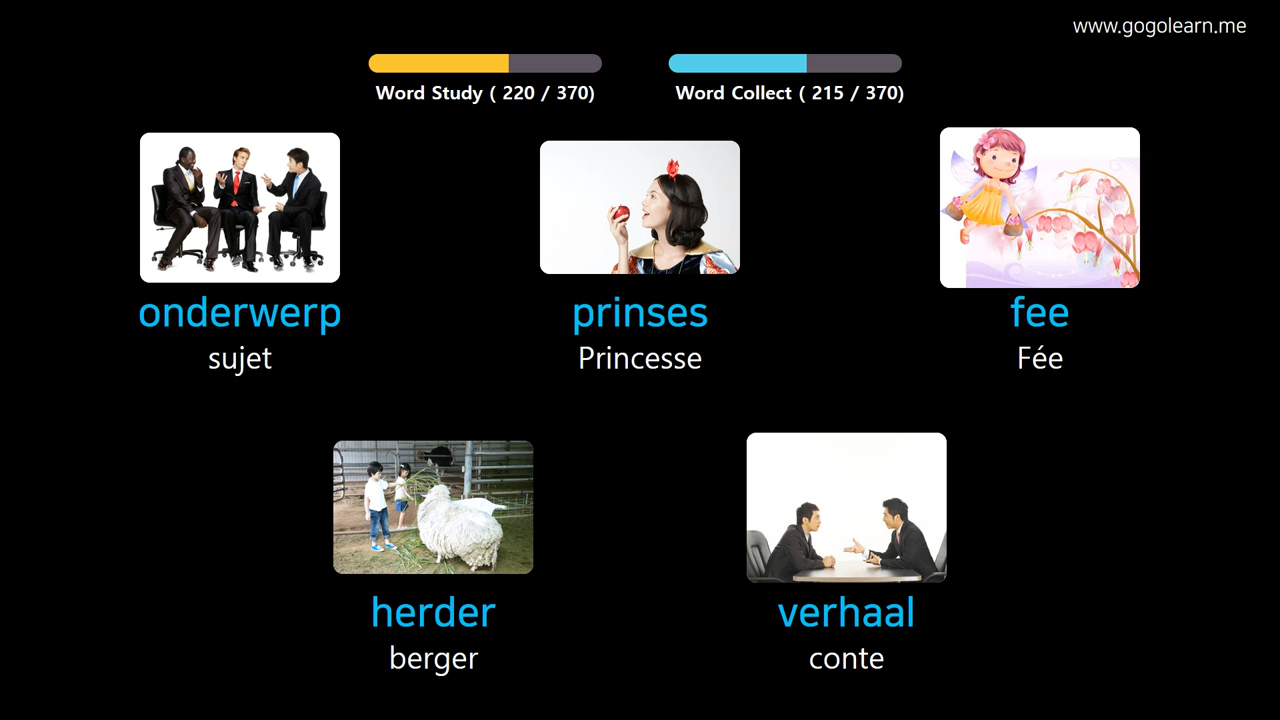 www.gogolearn.me
Word Study ( 220 / 370)
Word Collect ( 215 / 370)
onderwerp
sujet
prinses
Princesse
fee
Fée
herder
berger
verhaal
conte